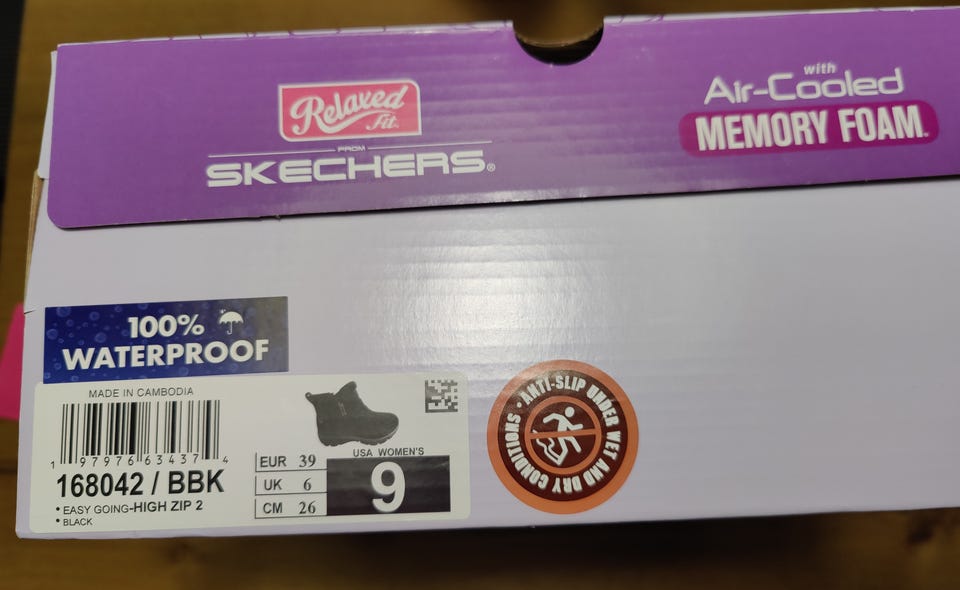 Relaxed
Fit.
FROM
SKECHERS®
with
Air-Cooled
MEMORY FOAM.
100%
WATERPROOF
MADE IN CAMBODIA
1 97976 63437 4
168042 / BBK
• EASY GOING-HIGH ZIP 2
• BLACK
EUR 39
UK 6
CM 26
USA WOMEN'S
9
• ANTI-SLIP UNDER WET AND DRY CONDITIONS